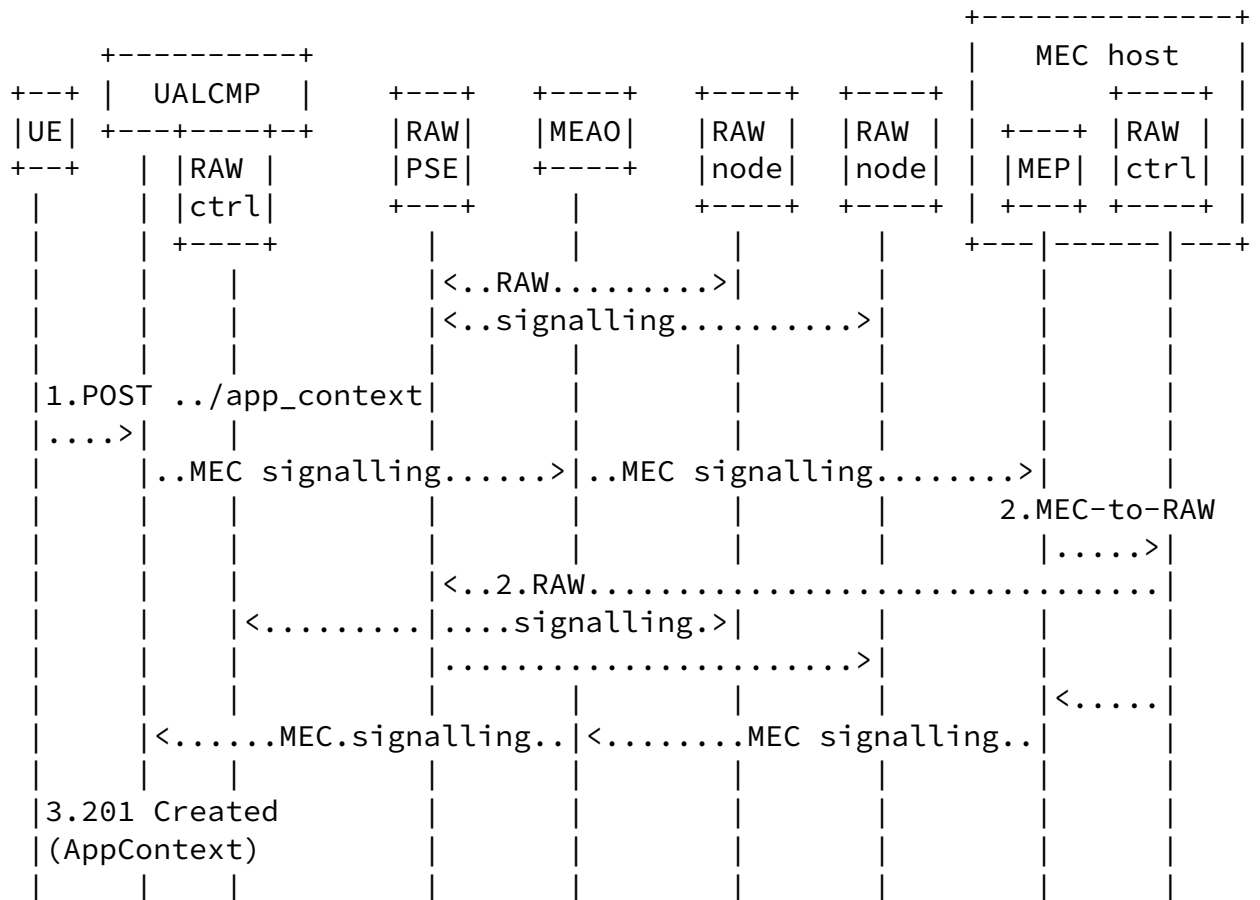 MEC host
UALCMP
UE RAW MEAO RAW RAW MEP RAW
RAW PSE node node ctrl
ctrl
<..RAW.........>
<..signalling..........>
1.POST ../app_context
....>
..MEC signalling......> ..MEC signalling........>
2.MEC-to-RAW
.....>
<..2.RAW................................
<......... ....signalling.>
........................>
<.....
<......MEC.signalling.. <........MEC signalling..
3.201 Created
(AppContext)